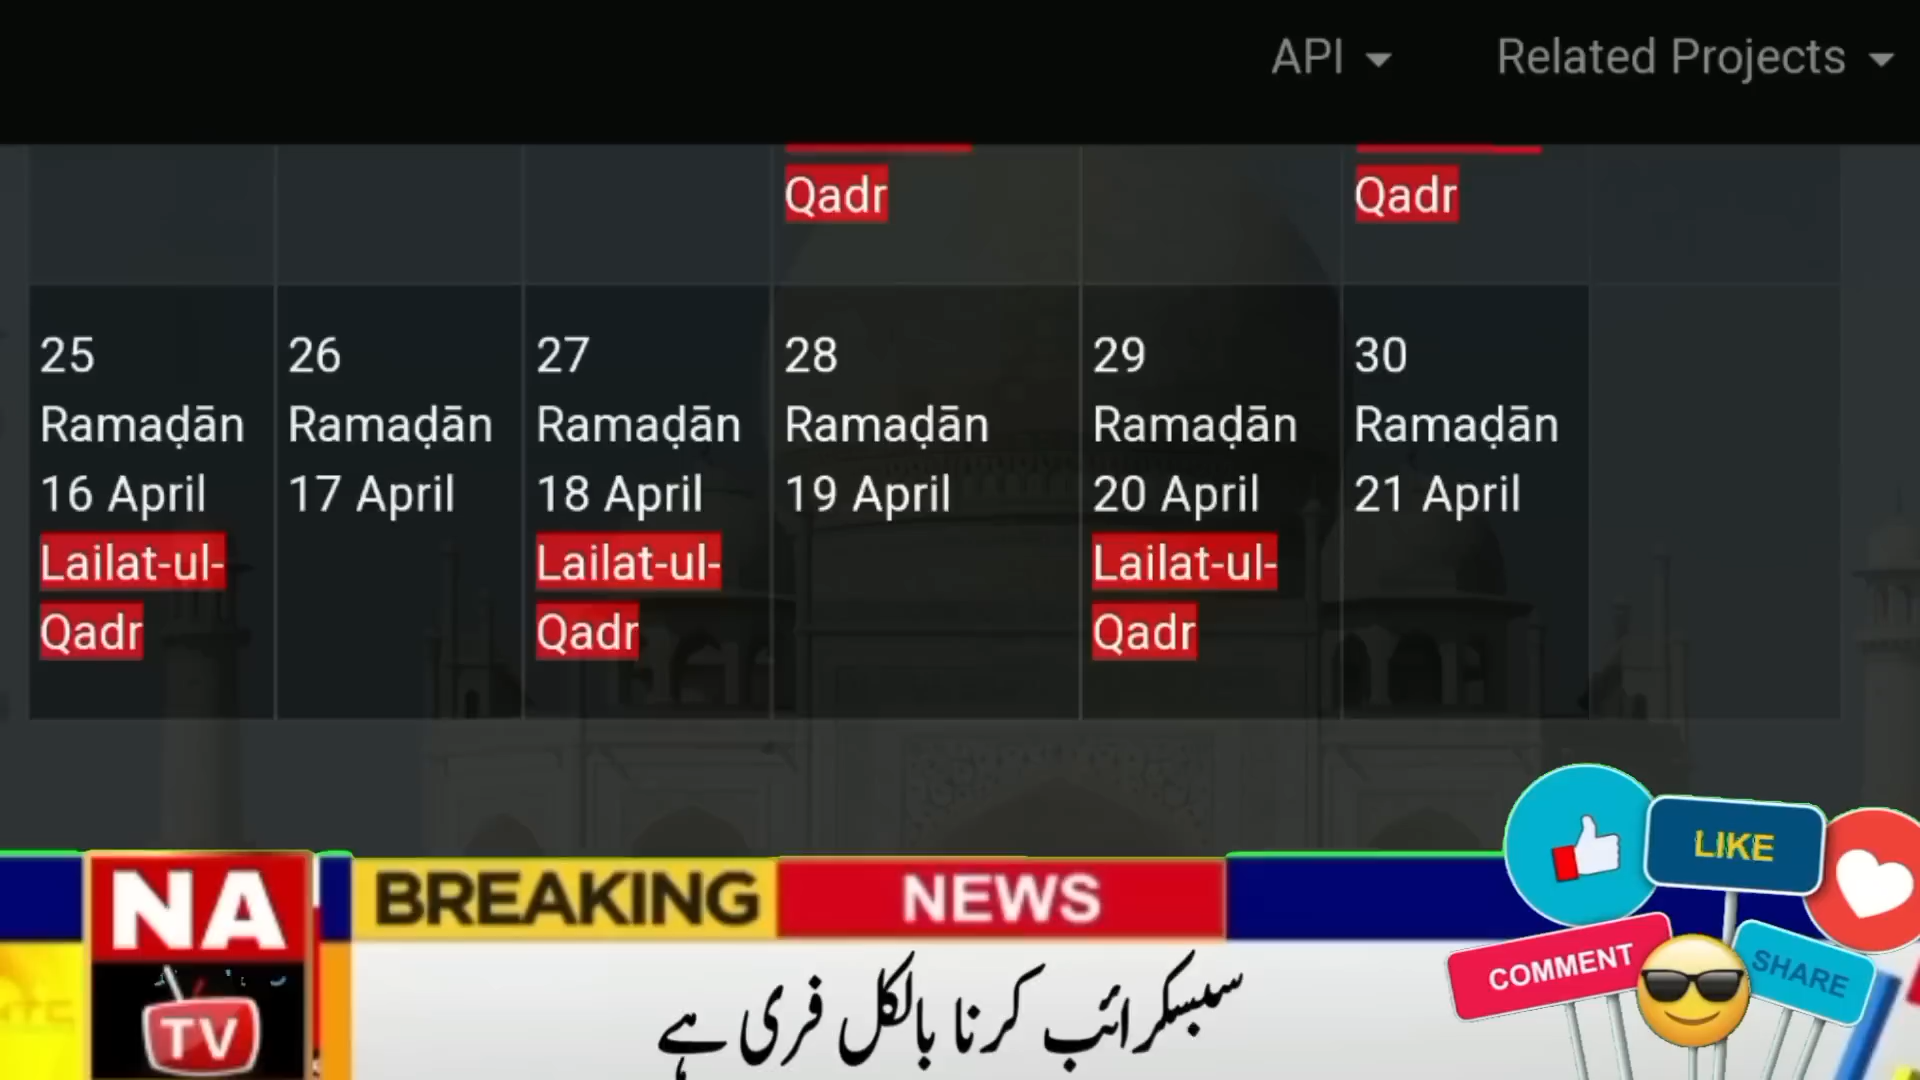 API Related Projects
Qadr Qadr
25 26 27 28 29 30
Ramaḍān Ramaḍān Ramaḍān Ramaḍān Ramaḍān Ramaḍān
16 April 17 April 18 April 19 April 20 April 21 April
Lailat-ul- Lailat-ul- Lailat-ul-
Qadr Qadr Qadr
NA
TV
BREAKING NEWS
سبسکرائب کرنا بالکل فری ہے
LIKE
COMMENT
SHARE